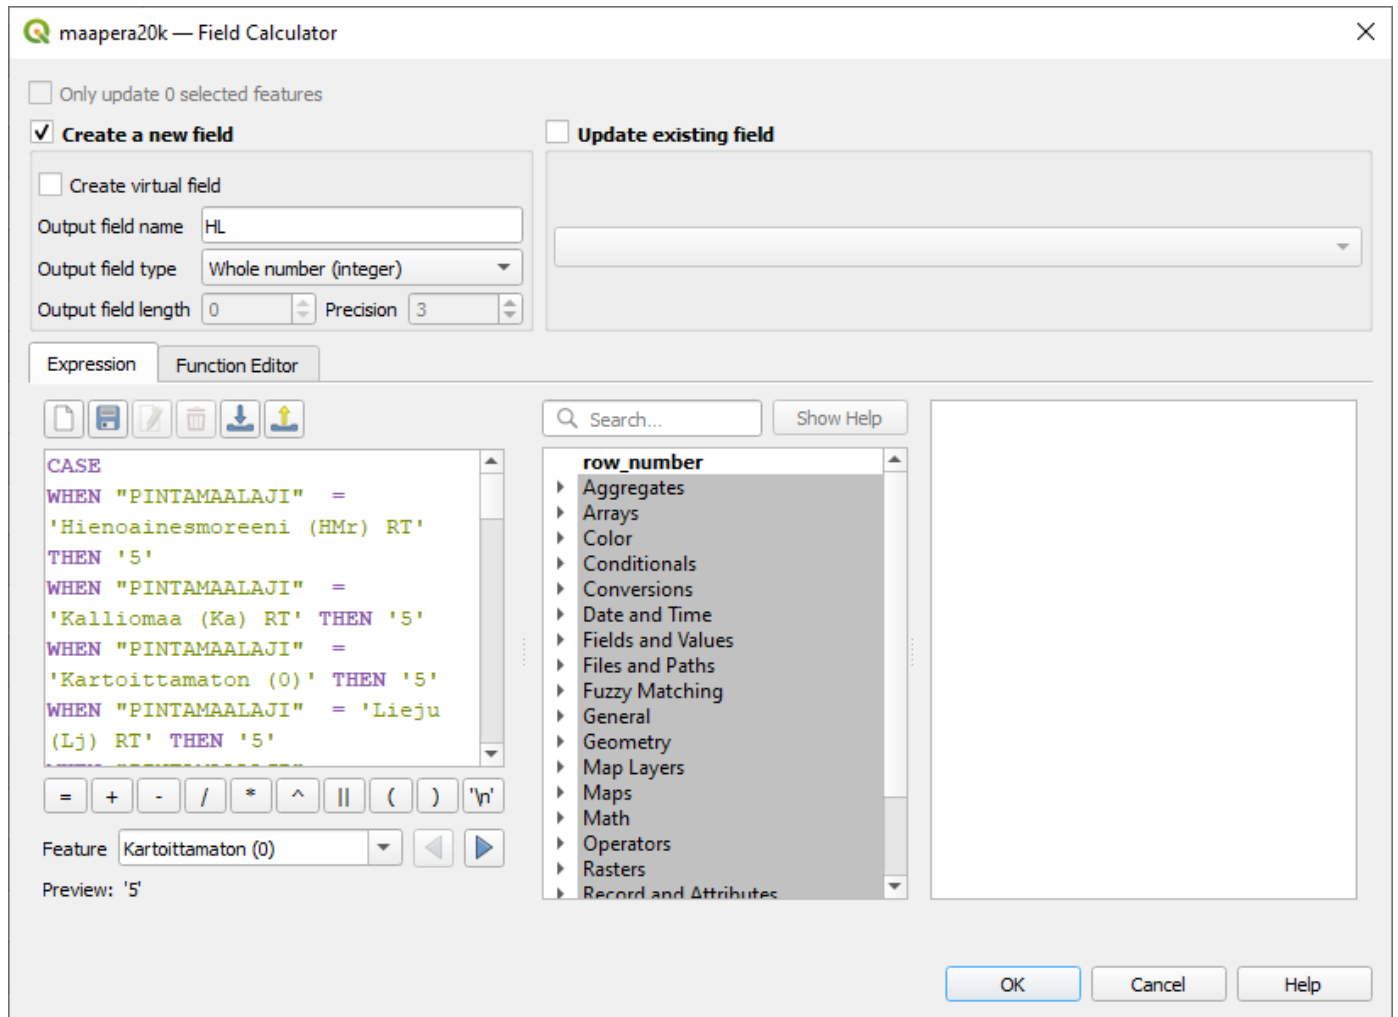 maapera20k — Field Calculator
Only update 0 selected features
Create a new field
Update existing field
Create virtual field
Output field name HL
Output field type Whole number (integer)
Output field length 0 Precision 3
Expression Function Editor
Search... Show Help
CASE
WHEN "PINTAMAALAJI" =
'Hienoainesmoreeni (HMr) RT'
THEN '5'
WHEN "PINTAMAALAJI" =
'Kalliomaa (Ka) RT' THEN '5'
WHEN "PINTAMAALAJI" =
'Kartoittamaton (0)' THEN '5'
WHEN "PINTAMAALAJI" = 'Lieju
(Lj) RT' THEN '5'
= + - / * ^ || ( ) '\n'
Feature Kartoittamaton (0)
Preview: '5'
row_number
Aggregates
Arrays
Color
Conditionals
Conversions
Date and Time
Fields and Values
Files and Paths
Fuzzy Matching
General
Geometry
Map Layers
Maps
Math
Operators
Rasters
Record and Attributes
OK Cancel Help